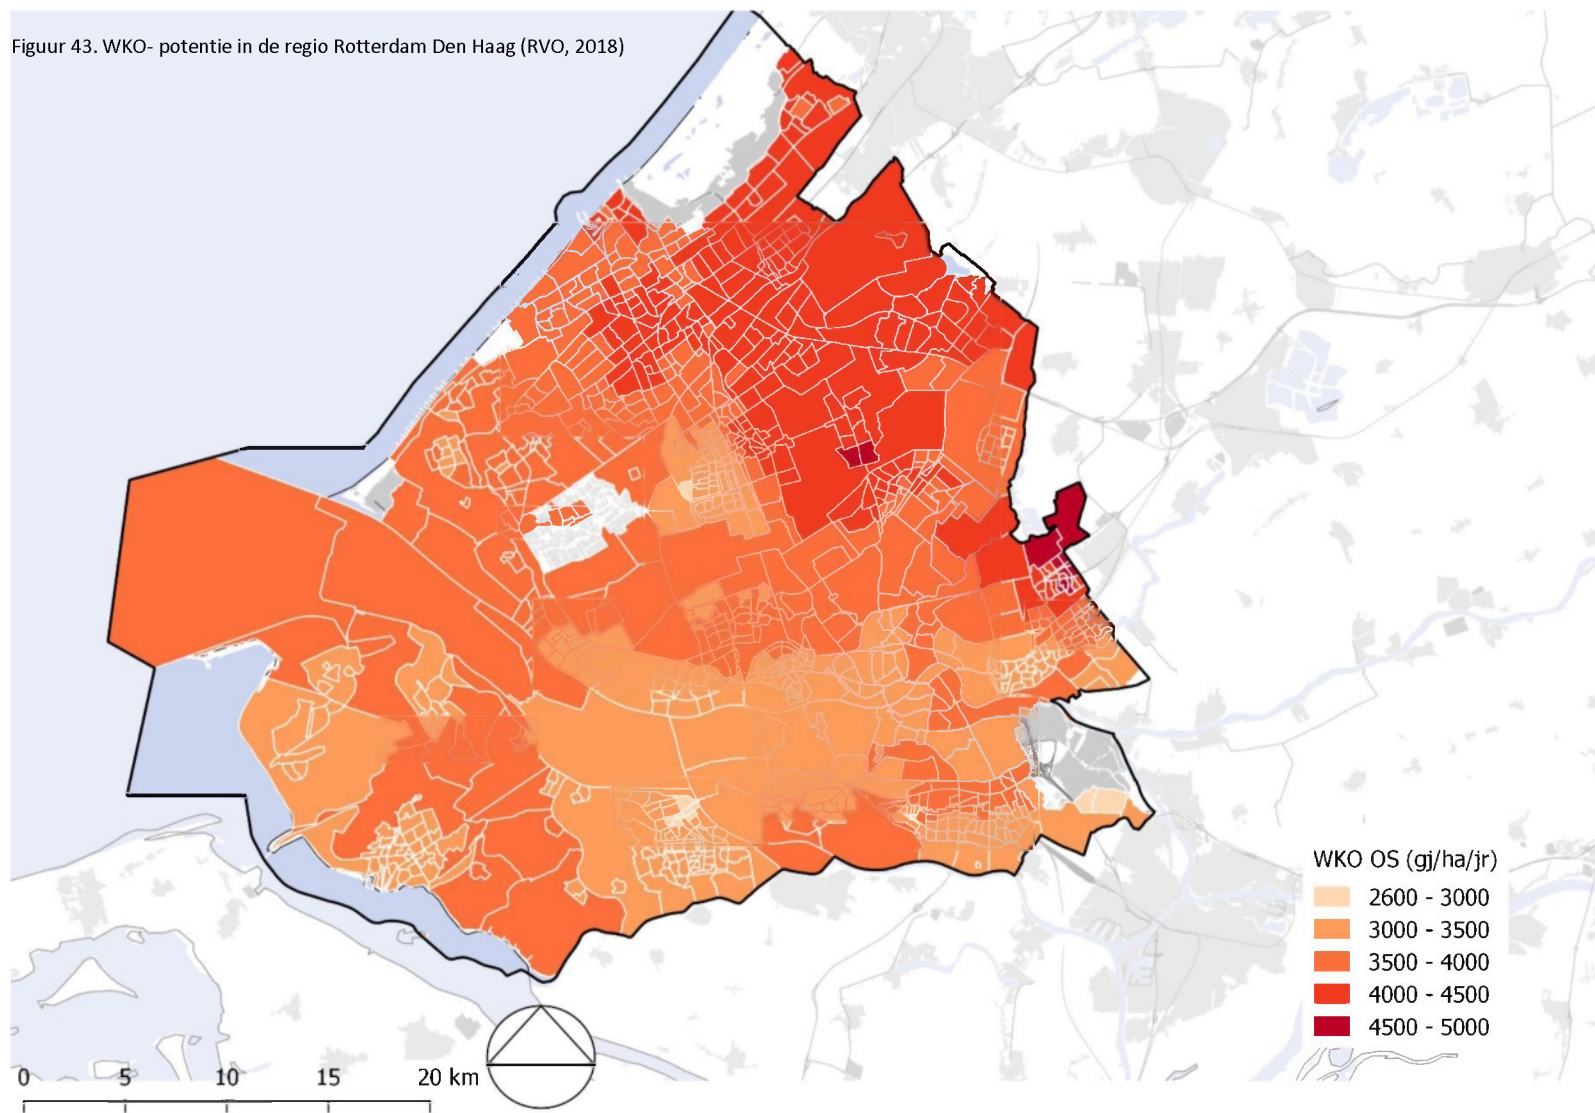 Figuur 43. WKO- potentie in de regio Rotterdam Den Haag (RVO, 2018)
WKO OS (gj/ha/jr)
2600 - 3000
3000 - 3500
3500 - 4000
4000 - 4500
4500 - 5000
0 5 10 15 20 km